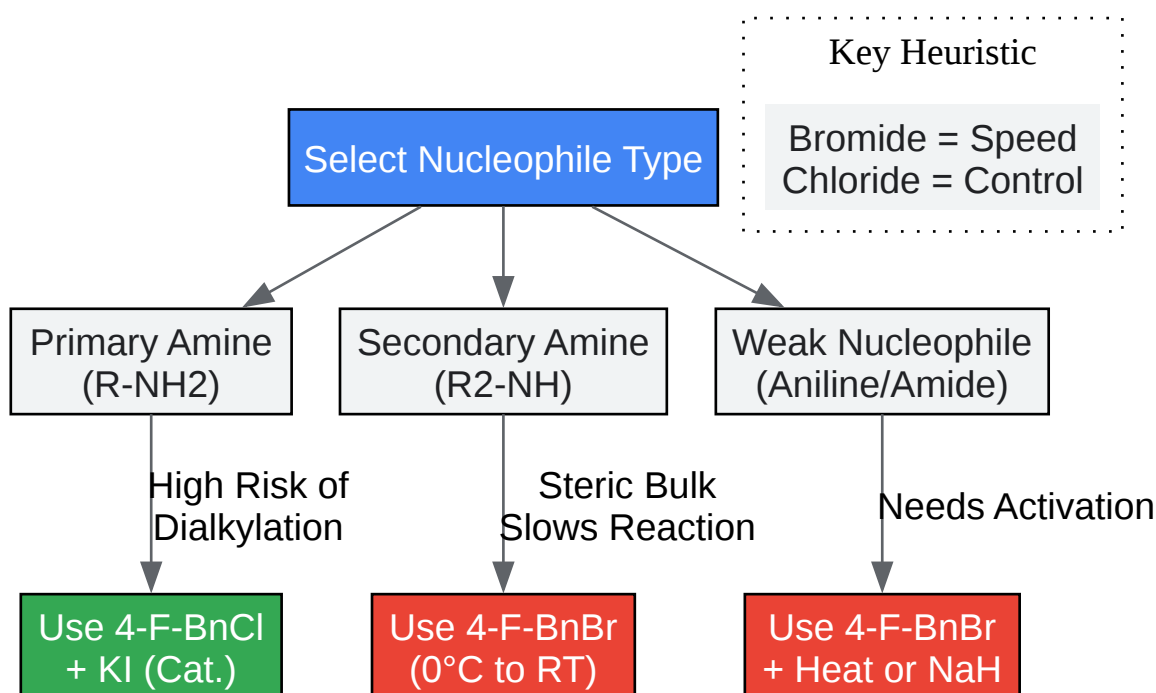 Key Heuristic
Bromide = Speed
Chloride = Control
Select Nucleophile Type
Primary Amine
(R-NH2)
Secondary Amine
(R2-NH)
Weak Nucleophile
(Aniline/Amide)
High Risk of
Dialkylation
Steric Bulk
Slows Reaction
Needs Activation
Use 4-F-BnCl
+ KI (Cat.)
Use 4-F-BnBr
(0°C to RT)
Use 4-F-BnBr
+ Heat or NaH